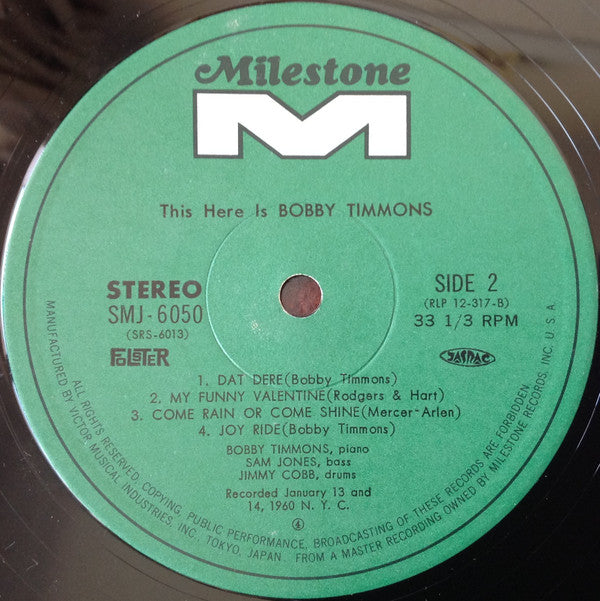 Milestone
M
This Here Is BOBBY TIMMONS
STEREO
SMJ-6050
(SRS-6013)
SIDE 2
(RLP 12-317-B)
33 1/3 RPM
JASRAC
1. DAT DERE(Bobby Timmons)
2. MY FUNNY VALENTINE(Rodgers & Hart)
3. COME RAIN OR COME SHINE(Mercer-Arlen)
4. JOY RIDE(Bobby Timmons)
BOBBY TIMMONS, piano
SAM JONES, bass
JIMMY COBB, drums
Recorded January 13 and
14, 1960 N. Y. C.
4
ALL RIGHTS RESERVED. COPYING, PUBLIC PERFORMANCE, BROADCASTING OF THESE RECORDS ARE FORBIDDEN.
MANUFACTURED BY VICTOR MUSICAL INDUSTRIES, INC., TOKYO, JAPAN. FROM A MASTER RECORDING OWNED BY MILESTONE RECORDS, INC. U.S.A.